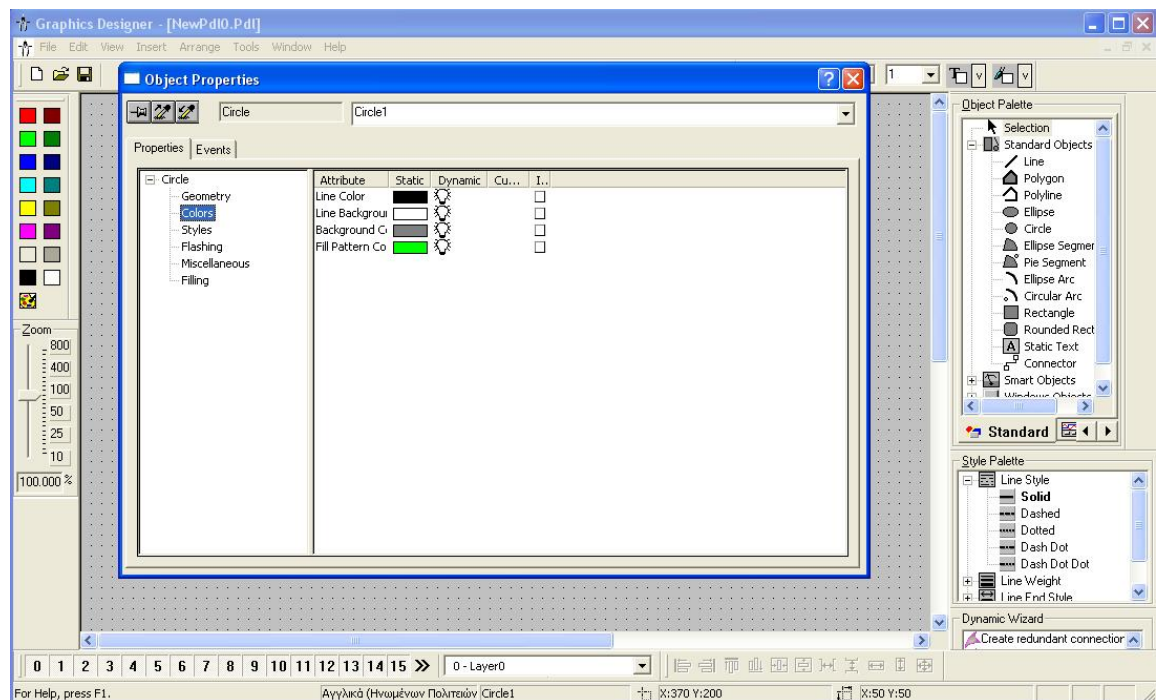 Graphics Designer - [NewPdl0.Pdl]
File Edit View Insert Arrange Tools Window Help
1
Object Properties
Circle
Circle1
Properties
Events
Circle
Geometry
Colors
Styles
Flashing
Miscellaneous
Filling
Attribute Static Dynamic Cu... I..
Line Color
Line Backgrou
Background C
Fill Pattern Co
Zoom
800
400
100
50
25
10
100.000 %
Object Palette
Selection
Standard Objects
Line
Polygon
Polyline
Ellipse
Circle
Ellipse Segmer
Pie Segment
Ellipse Arc
Circular Arc
Rectangle
Rounded Rect
A Static Text
Connector
Smart Objects
Windows Objects
Standard
Style Palette
Line Style
Solid
Dashed
Dotted
Dash Dot
Dash Dot Dot
Line Weight
Line End Style
Dynamic Wizard
Create redundant connection
0 1 2 3 4 5 6 7 8 9 10 11 12 13 14 15 0 - Layer0
For Help, press F1. Αγγλικά (Ηνωμένων Πολιτειών Circle1 X:370 Y:200 X:50 Y:50